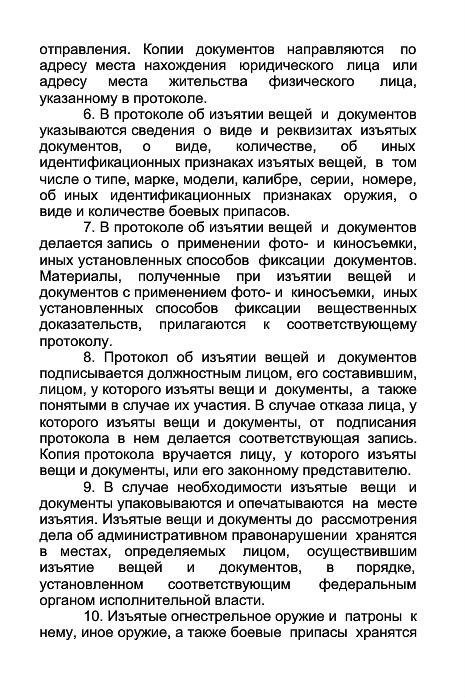 отправления. Копии документов направляются по
адресу места нахождения юридического лица или
адресу места жительства физического лица,
указанному в протоколе.
6. В протоколе об изъятии вещей и документов
указываются сведения о виде и реквизитах изъятых
документов, о виде, количестве, об иных
идентификационных признаках изъятых вещей, в том
числе о типе, марке, модели, калибре, серии, номере,
об иных идентификационных признаках оружия, о
виде и количестве боевых припасов.
7. В протоколе об изъятии вещей и документов
делается запись о применении фото- и киносъемки,
иных установленных способов фиксации документов.
Материалы, полученные при изъятии вещей и
документов с применением фото- и киносъемки, иных
установленных способов фиксации вещественных
доказательств, прилагаются к соответствующему
протоколу.
8. Протокол об изъятии вещей и документов
подписывается должностным лицом, его составившим,
лицом, у которого изъяты вещи и документы, а также
понятыми в случае их участия. В случае отказа лица, у
которого изъяты вещи и документы, от подписания
протокола в нем делается соответствующая запись.
Копия протокола вручается лицу, у которого изъяты
вещи и документы, или его законному представителю.
9. В случае необходимости изъятые вещи и
документы упаковываются и опечатываются на месте
изъятия. Изъятые вещи и документы до рассмотрения
дела об административном правонарушении хранятся
в местах, определяемых лицом, осуществившим
изъятие вещей и документов, в порядке,
установленном соответствующим федеральным
органом исполнительной власти.
10. Изъятые огнестрельное оружие и патроны к
нему, иное оружие, а также боевые припасы хранятся